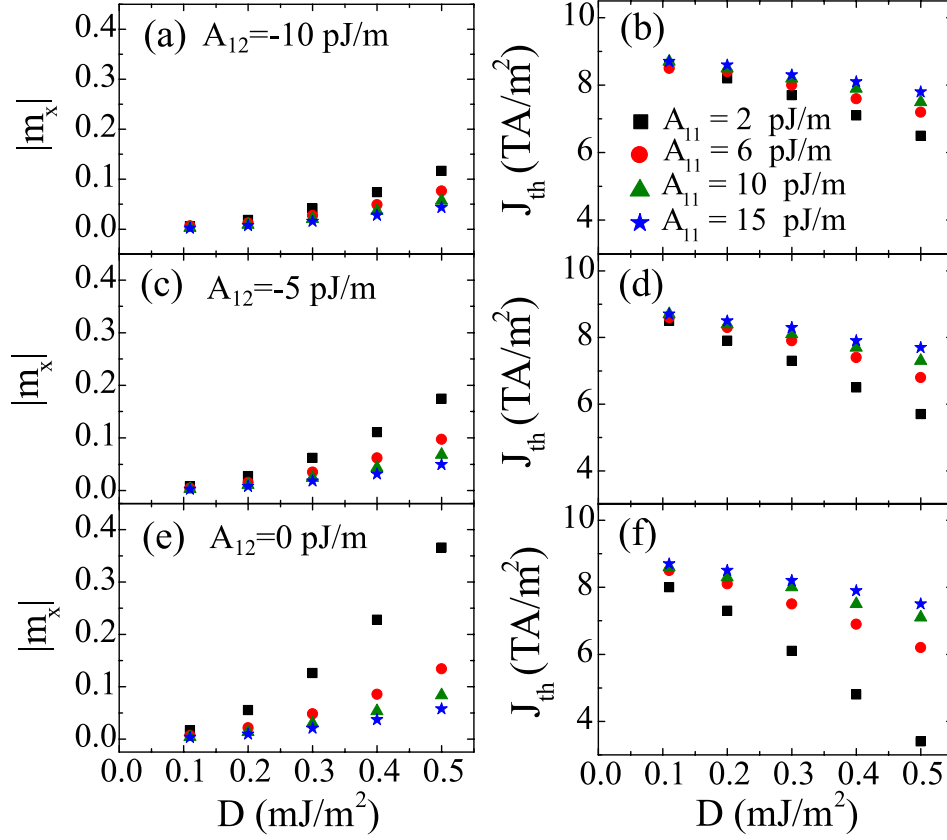 (a) A₁₂=-10 pJ/m
0.4
0.3
0.2
0.1
0.0
|mₓ|
(b)
10
8
6
4
J_th (TA/m²)
A₁₁ = 2 pJ/m
A₁₁ = 6 pJ/m
A₁₁ = 10 pJ/m
A₁₁ = 15 pJ/m
(c) A₁₂=-5 pJ/m
0.4
0.3
0.2
0.1
0.0
|mₓ|
(d)
10
8
6
4
J_th (TA/m²)
(e) A₁₂=0 pJ/m
0.4
0.3
0.2
0.1
0.0
|mₓ|
(f)
10
8
6
4
J_th (TA/m²)
0.0 0.1 0.2 0.3 0.4 0.5
D (mJ/m²)
0.0 0.1 0.2 0.3 0.4 0.5
D (mJ/m²)